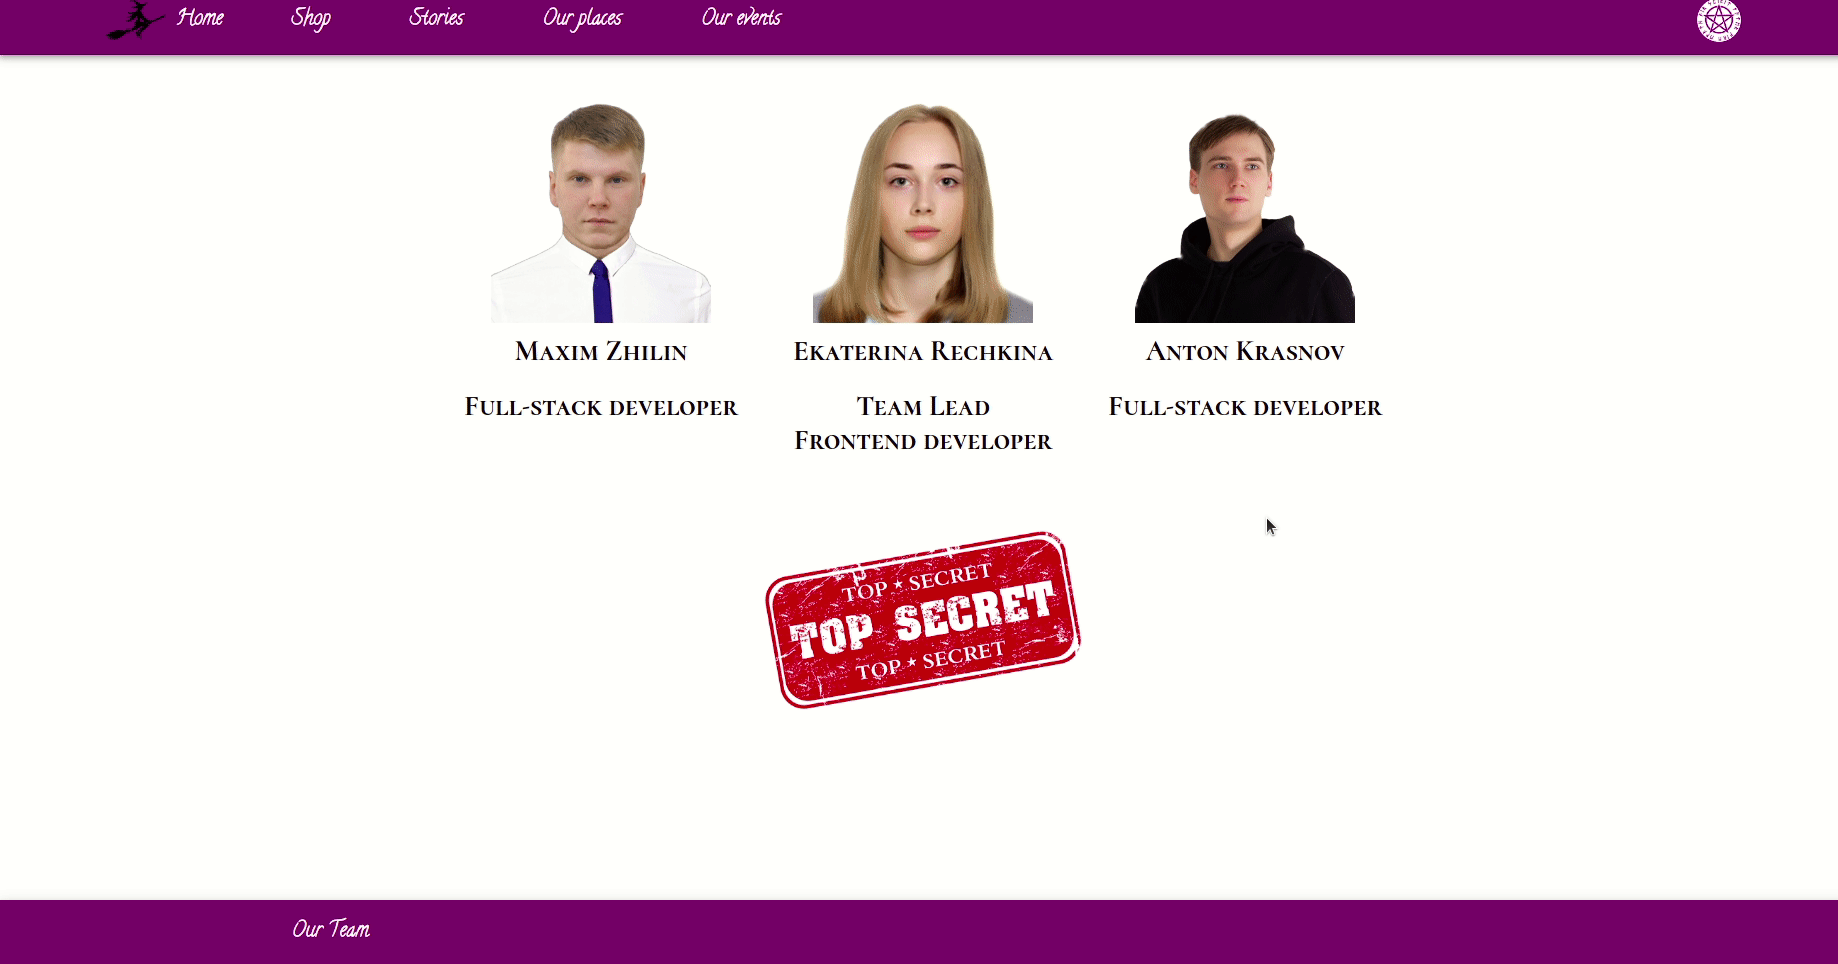 Home Shop Stories Our places Our events
Maxim Zhilin Ekaterina Rechkina Anton Krasnov
Full-stack developer Team Lead Full-stack developer
Frontend developer
TOP ★ SECRET
TOP SECRET
TOP ★ SECRET
Our Team